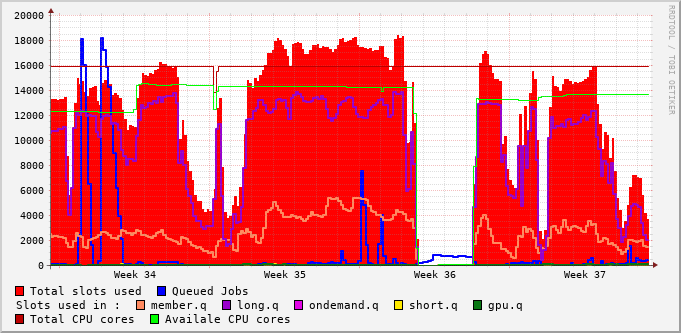 20000
18000
16000
14000
12000
10000
8000
6000
4000
2000
0
Week 34 Week 35 Week 36 Week 37
RRDTOOL / TOBI OETIKER
Total slots used Queued Jobs
Slots used in : member.q long.q ondemand.q short.q gpu.q
Total CPU cores Availale CPU cores